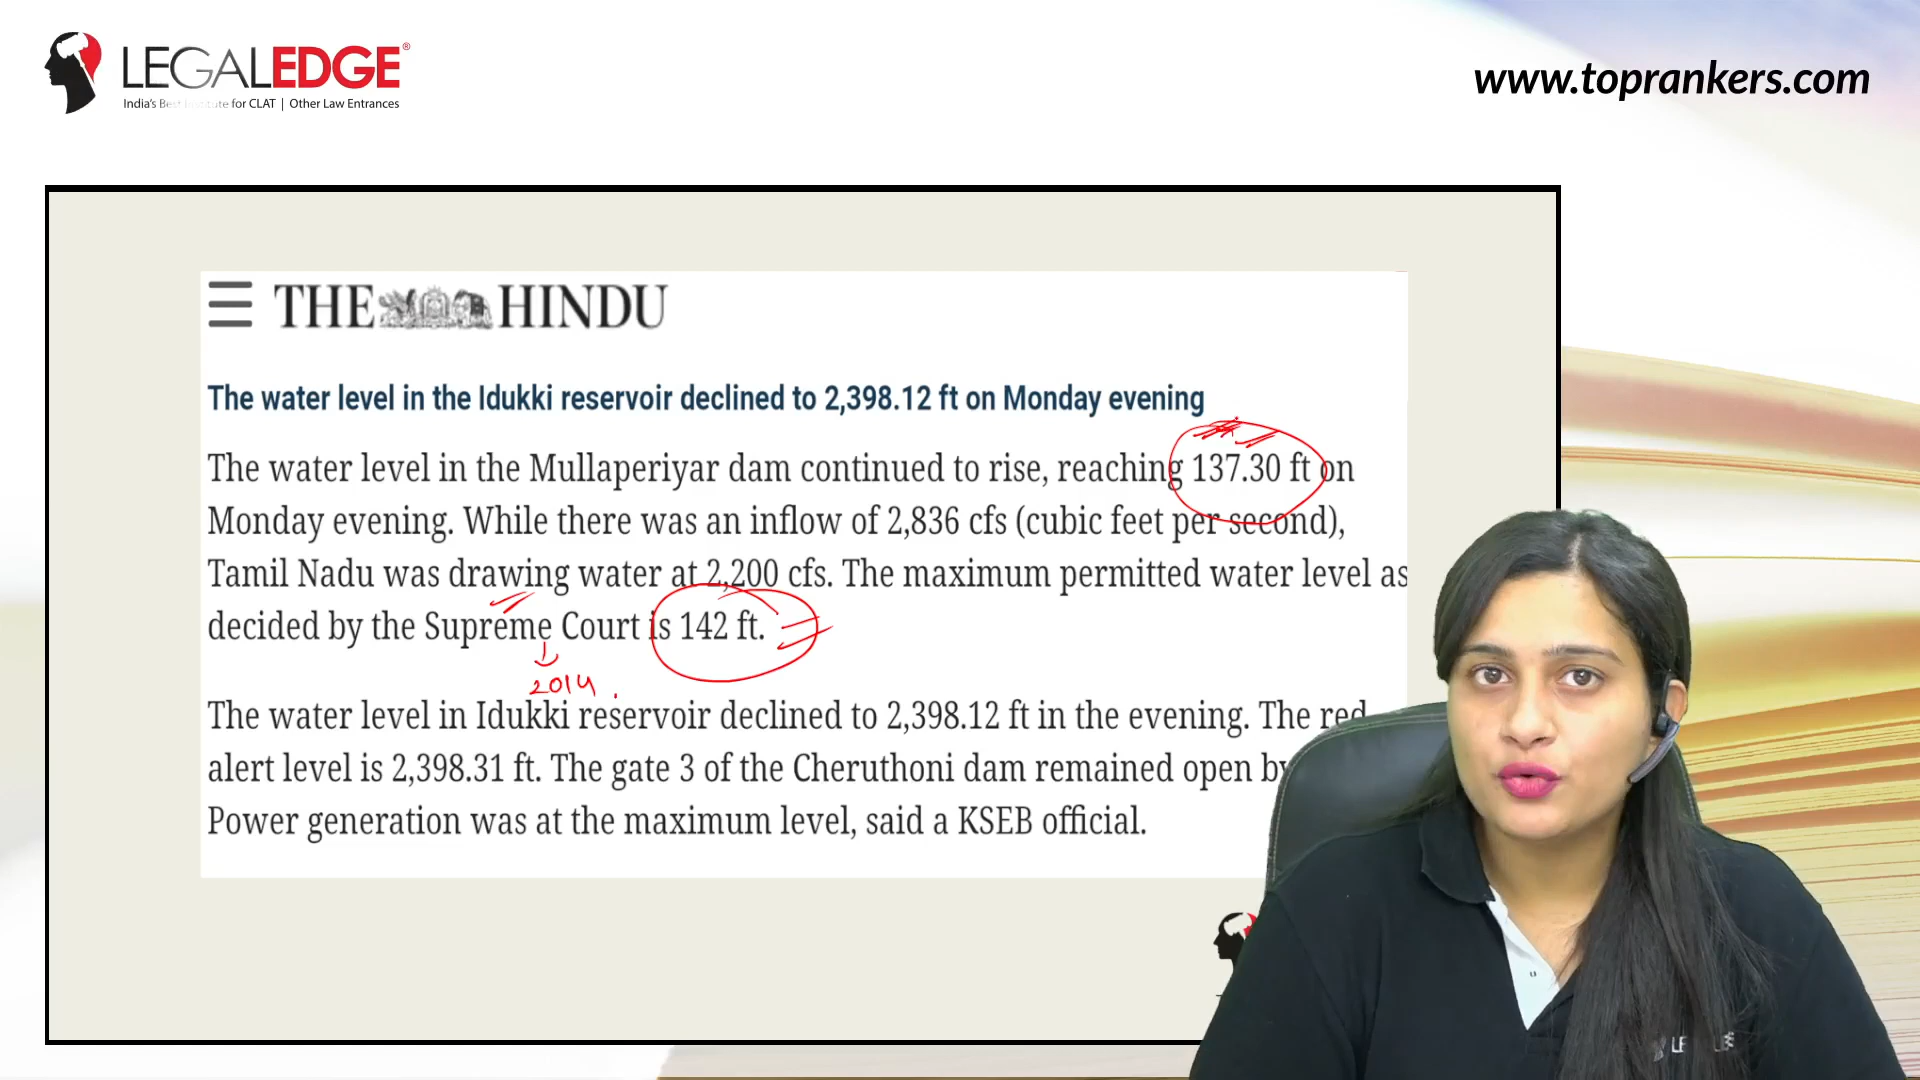 LEGALEDGE®
India's Best Institute for CLAT | Other Law Entrances
www.toprankers.com
THE HINDU
The water level in the Idukki reservoir declined to 2,398.12 ft on Monday evening
The water level in the Mullaperiyar dam continued to rise, reaching 137.30 ft on
Monday evening. While there was an inflow of 2,836 cfs (cubic feet per second),
Tamil Nadu was drawing water at 2,200 cfs. The maximum permitted water level as
decided by the Supreme Court is 142 ft.
2014
The water level in Idukki reservoir declined to 2,398.12 ft in the evening. The red
alert level is 2,398.31 ft. The gate 3 of the Cheruthoni dam remained open by
Power generation was at the maximum level, said a KSEB official.